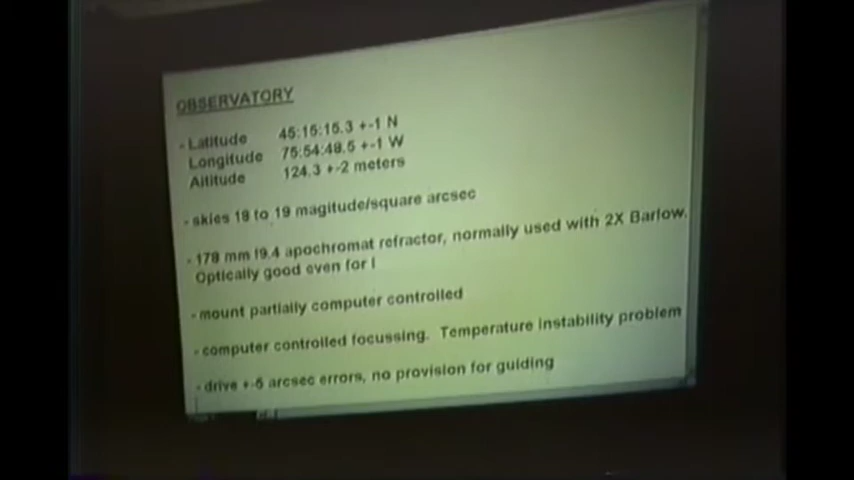 OBSERVATORY
- Latitude 45:15:15.3 +-1 N
Longitude 75:54:48.5 +-1 W
Altitude 124.3 +-2 meters
- skies 18 to 19 magitude/square arcsec
- 178 mm f9.4 apochromat refractor, normally used with 2X Barlow.
Optically good even for I
- mount partially computer controlled
- computer controlled focussing. Temperature instability problem
- drive +-5 arcsec errors, no provision for guiding